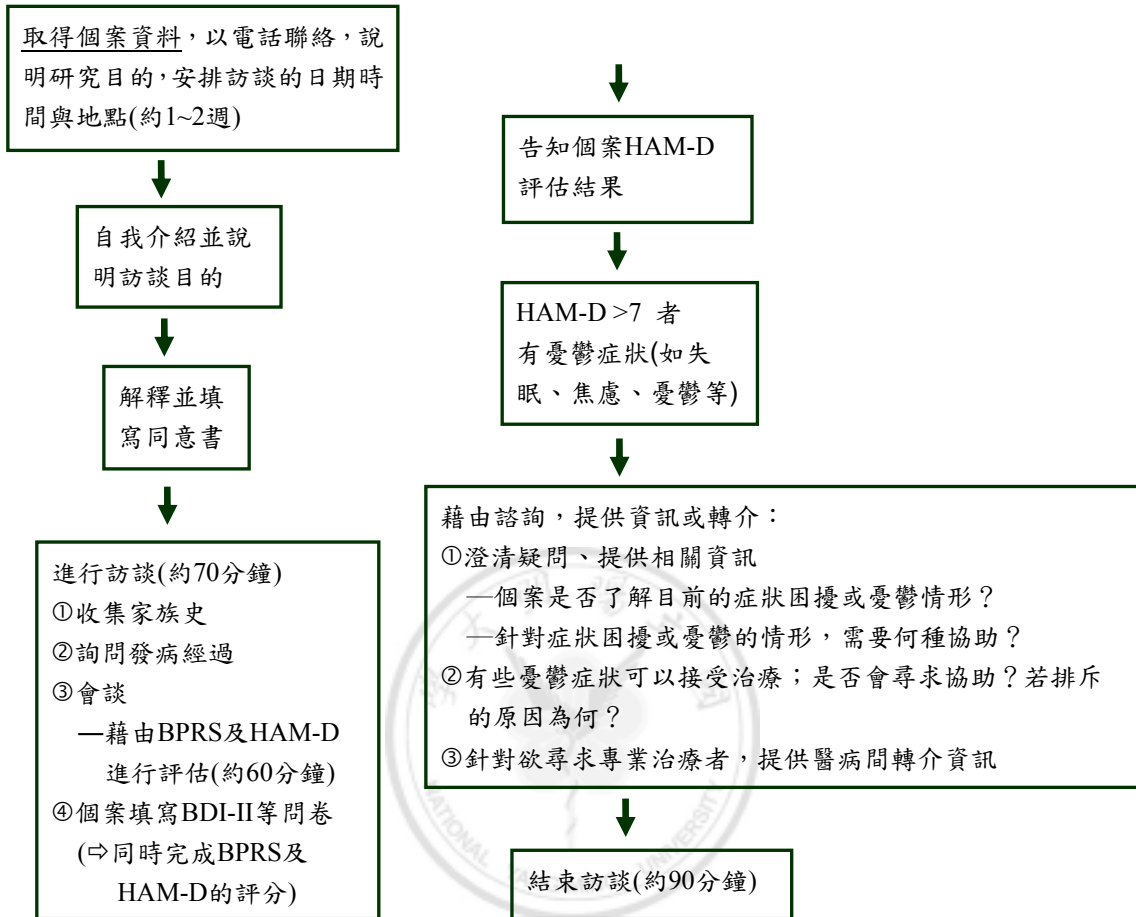 取得個案資料，以電話聯絡，說
明研究目的，安排訪談的日期時
間與地點(約1~2週)
自我介紹並說
明訪談目的
解釋並填
寫同意書
進行訪談(約70分鐘)
①收集家族史
②詢問發病經過
③會談
—藉由BPRS及HAM-D
進行評估(約60分鐘)
④個案填寫BDI-II等問卷
(⇨同時完成BPRS及
HAM-D的評分)
告知個案HAM-D
評估結果
HAM-D >7 者
有憂鬱症狀(如失
眠、焦慮、憂鬱等)
藉由諮詢，提供資訊或轉介：
①澄清疑問、提供相關資訊
—個案是否了解目前的症狀困擾或憂鬱情形？
—針對症狀困擾或憂鬱的情形，需要何種協助？
②有些憂鬱症狀可以接受治療；是否會尋求協助？若排斥
的原因為何？
③針對欲尋求專業治療者，提供醫病間轉介資訊
結束訪談(約90分鐘)
NATIONAL UNIVERSITY